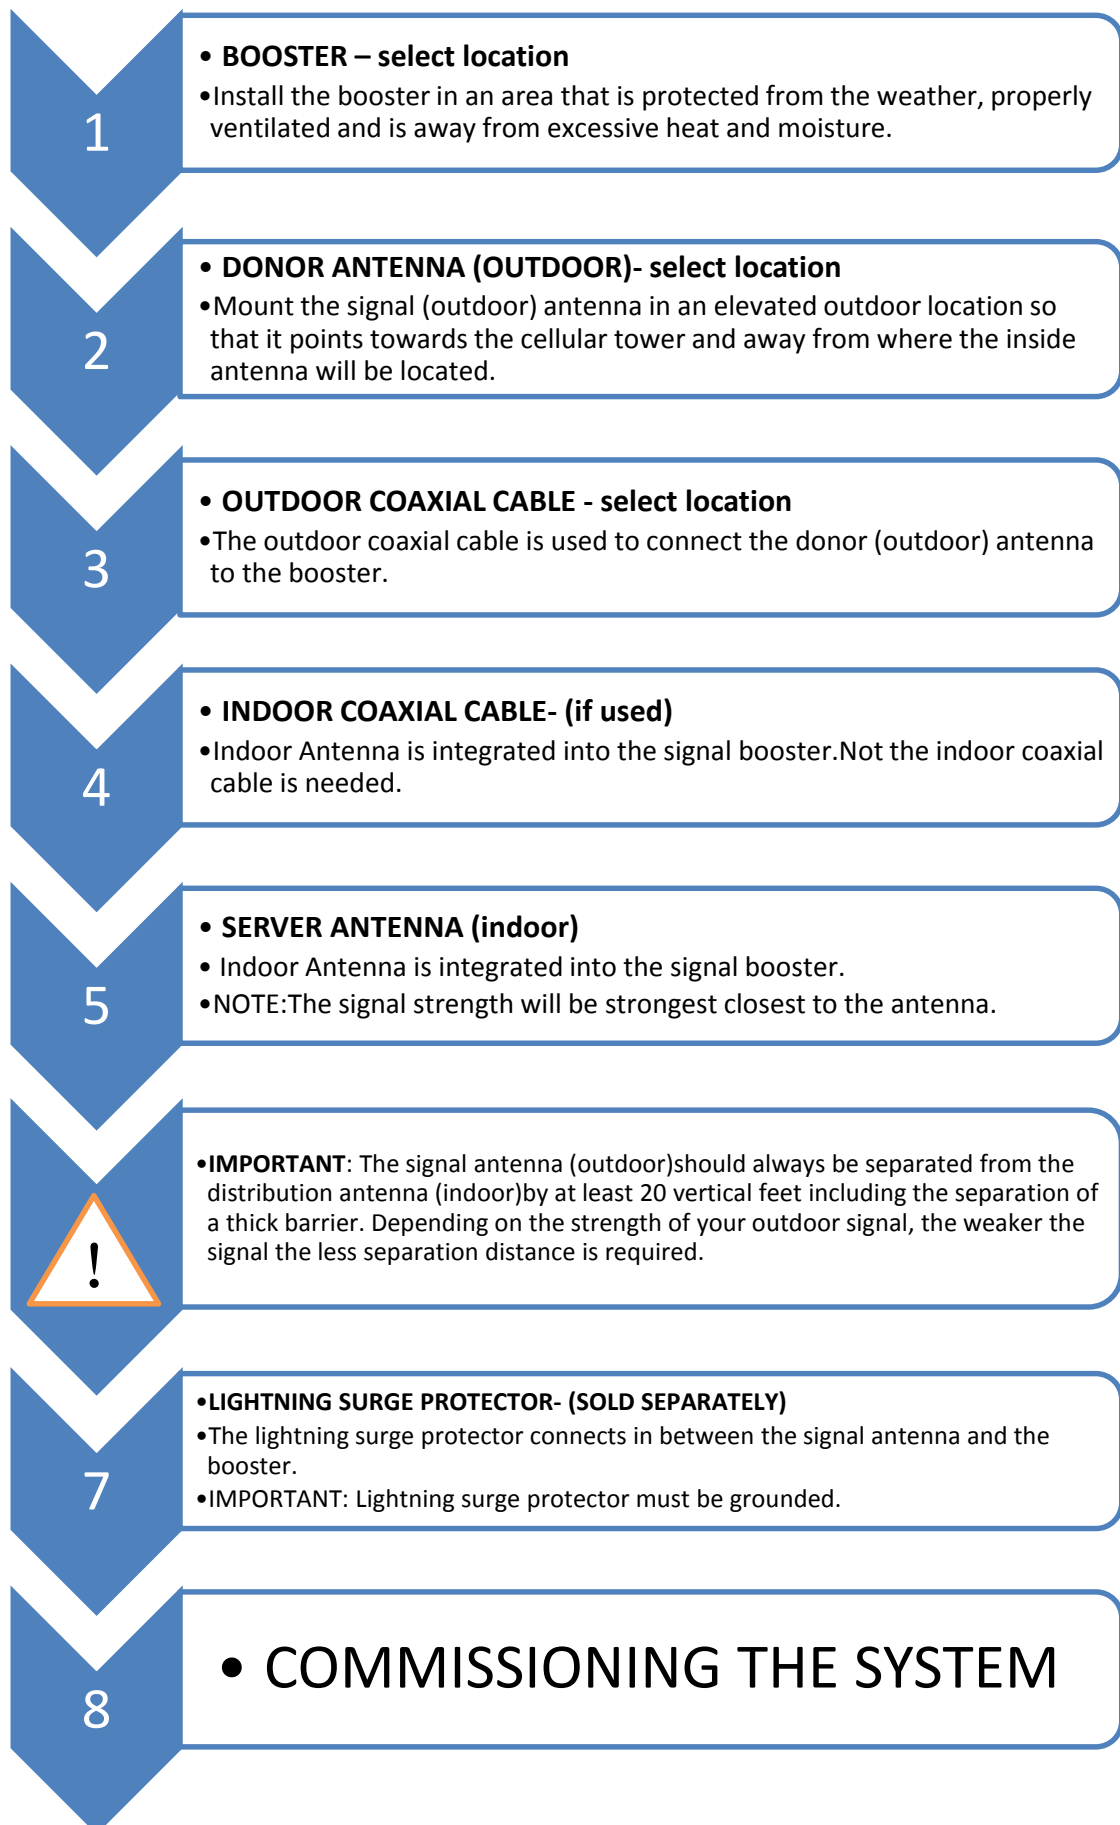 1
• BOOSTER – select location
•Install the booster in an area that is protected from the weather, properly
ventilated and is away from excessive heat and moisture.
2
• DONOR ANTENNA (OUTDOOR)- select location
•Mount the signal (outdoor) antenna in an elevated outdoor location so
that it points towards the cellular tower and away from where the inside
antenna will be located.
3
• OUTDOOR COAXIAL CABLE - select location
•The outdoor coaxial cable is used to connect the donor (outdoor) antenna
to the booster.
4
• INDOOR COAXIAL CABLE- (if used)
•Indoor Antenna is integrated into the signal booster.Not the indoor coaxial
cable is needed.
5
• SERVER ANTENNA (indoor)
• Indoor Antenna is integrated into the signal booster.
•NOTE:The signal strength will be strongest closest to the antenna.
!
•IMPORTANT: The signal antenna (outdoor)should always be separated from the
distribution antenna (indoor)by at least 20 vertical feet including the separation of
a thick barrier. Depending on the strength of your outdoor signal, the weaker the
signal the less separation distance is required.
7
•LIGHTNING SURGE PROTECTOR- (SOLD SEPARATELY)
•The lightning surge protector connects in between the signal antenna and the
booster.
•IMPORTANT: Lightning surge protector must be grounded.
8
• COMMISSIONING THE SYSTEM